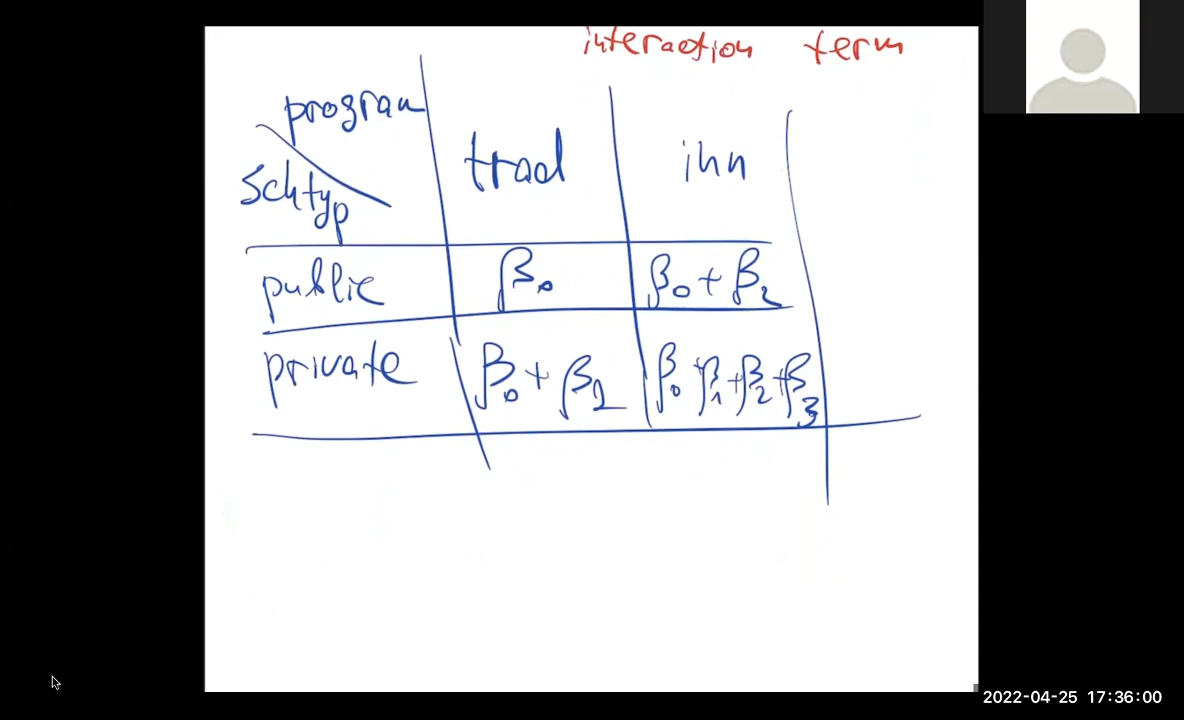 interaction term
program
schtyp
trad
inn
public
β₀
β₀ + β₂
private
β₀ + β₁
β₀ + β₁ + β₂ + β₃
2022-04-25 17:36:00